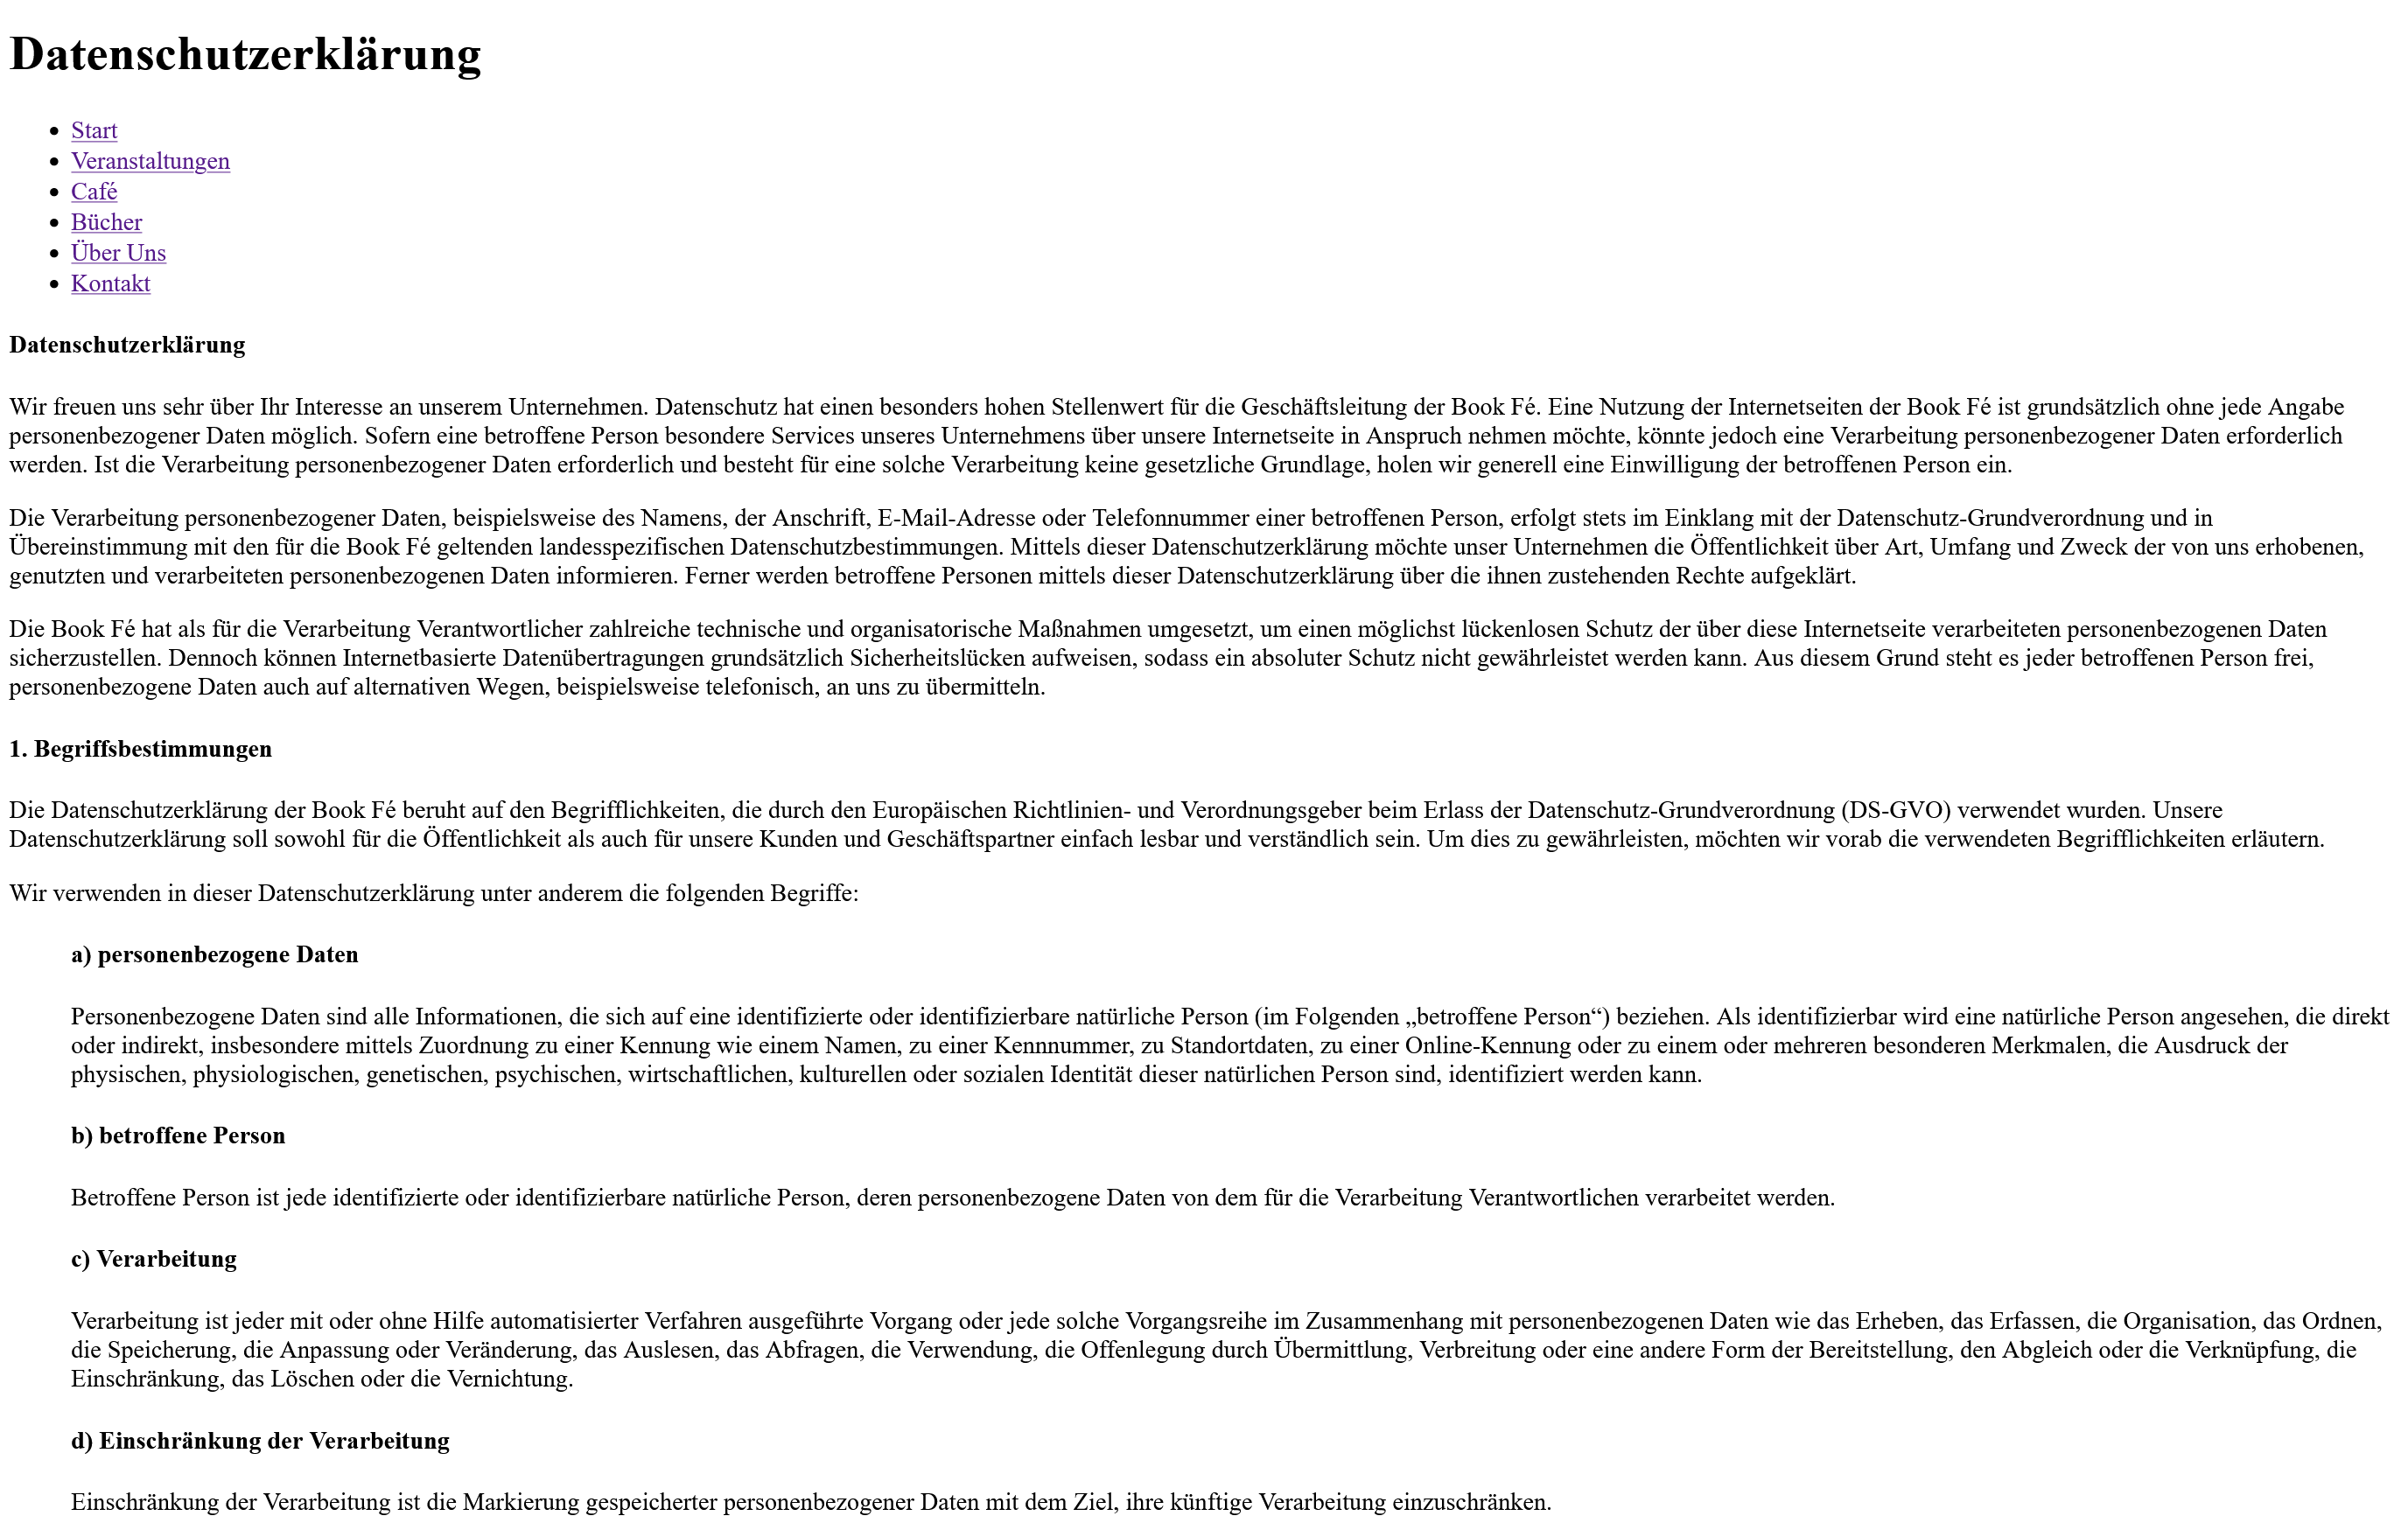 Datenschutzerklärung
Start
Veranstaltungen
Café
Bücher
Über Uns
Kontakt
Datenschutzerklärung
Wir freuen uns sehr über Ihr Interesse an unserem Unternehmen. Datenschutz hat einen besonders hohen Stellenwert für die Geschäftsleitung der Book Fé. Eine Nutzung der Internetseiten der Book Fé ist grundsätzlich ohne jede Angabe
personenbezogener Daten möglich. Sofern eine betroffene Person besondere Services unseres Unternehmens über unsere Internetseite in Anspruch nehmen möchte, könnte jedoch eine Verarbeitung personenbezogener Daten erforderlich
werden. Ist die Verarbeitung personenbezogener Daten erforderlich und besteht für eine solche Verarbeitung keine gesetzliche Grundlage, holen wir generell eine Einwilligung der betroffenen Person ein.
Die Verarbeitung personenbezogener Daten, beispielsweise des Namens, der Anschrift, E-Mail-Adresse oder Telefonnummer einer betroffenen Person, erfolgt stets im Einklang mit der Datenschutz-Grundverordnung und in
Übereinstimmung mit den für die Book Fé geltenden landesspezifischen Datenschutzbestimmungen. Mittels dieser Datenschutzerklärung möchte unser Unternehmen die Öffentlichkeit über Art, Umfang und Zweck der von uns erhobenen,
genutzten und verarbeiteten personenbezogenen Daten informieren. Ferner werden betroffene Personen mittels dieser Datenschutzerklärung über die ihnen zustehenden Rechte aufgeklärt.
Die Book Fé hat als für die Verarbeitung Verantwortlicher zahlreiche technische und organisatorische Maßnahmen umgesetzt, um einen möglichst lückenlosen Schutz der über diese Internetseite verarbeiteten personenbezogenen Daten
sicherzustellen. Dennoch können Internetbasierte Datenübertragungen grundsätzlich Sicherheitslücken aufweisen, sodass ein absoluter Schutz nicht gewährleistet werden kann. Aus diesem Grund steht es jeder betroffenen Person frei,
personenbezogene Daten auch auf alternativen Wegen, beispielsweise telefonisch, an uns zu übermitteln.
1. Begriffsbestimmungen
Die Datenschutzerklärung der Book Fé beruht auf den Begrifflichkeiten, die durch den Europäischen Richtlinien- und Verordnungsgeber beim Erlass der Datenschutz-Grundverordnung (DS-GVO) verwendet wurden. Unsere
Datenschutzerklärung soll sowohl für die Öffentlichkeit als auch für unsere Kunden und Geschäftspartner einfach lesbar und verständlich sein. Um dies zu gewährleisten, möchten wir vorab die verwendeten Begrifflichkeiten erläutern.
Wir verwenden in dieser Datenschutzerklärung unter anderem die folgenden Begriffe:
a) personenbezogene Daten
Personenbezogene Daten sind alle Informationen, die sich auf eine identifizierte oder identifizierbare natürliche Person (im Folgenden „betroffene Person“) beziehen. Als identifizierbar wird eine natürliche Person angesehen, die direkt
oder indirekt, insbesondere mittels Zuordnung zu einer Kennung wie einem Namen, zu einer Kennnummer, zu Standortdaten, zu einer Online-Kennung oder zu einem oder mehreren besonderen Merkmalen, die Ausdruck der
physischen, physiologischen, genetischen, psychischen, wirtschaftlichen, kulturellen oder sozialen Identität dieser natürlichen Person sind, identifiziert werden kann.
b) betroffene Person
Betroffene Person ist jede identifizierte oder identifizierbare natürliche Person, deren personenbezogene Daten von dem für die Verarbeitung Verantwortlichen verarbeitet werden.
c) Verarbeitung
Verarbeitung ist jeder mit oder ohne Hilfe automatisierter Verfahren ausgeführte Vorgang oder jede solche Vorgangsreihe im Zusammenhang mit personenbezogenen Daten wie das Erheben, das Erfassen, die Organisation, das Ordnen,
die Speicherung, die Anpassung oder Veränderung, das Auslesen, das Abfragen, die Verwendung, die Offenlegung durch Übermittlung, Verbreitung oder eine andere Form der Bereitstellung, den Abgleich oder die Verknüpfung, die
Einschränkung, das Löschen oder die Vernichtung.
d) Einschränkung der Verarbeitung
Einschränkung der Verarbeitung ist die Markierung gespeicherter personenbezogener Daten mit dem Ziel, ihre künftige Verarbeitung einzuschränken.